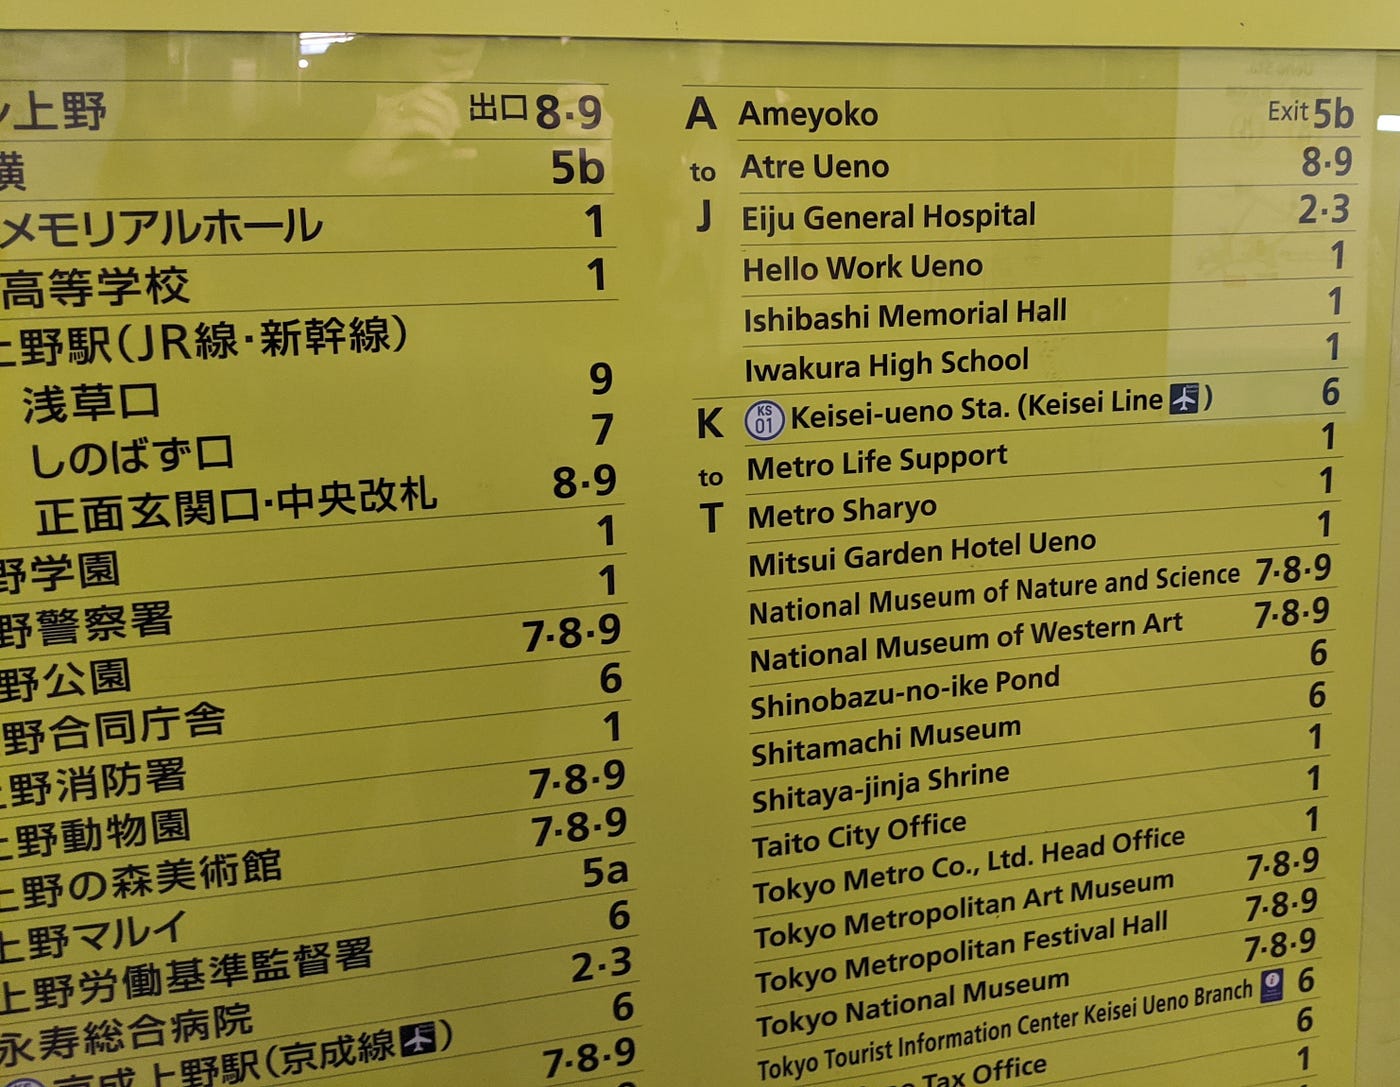 上野 出口 8·9
横 5b
メモリアルホール 1
高等学校 1
上野駅(JR線·新幹線)
浅草口 9
しのばず口 7
正面玄関口·中央改札 8·9
野学園 1
野警察署 1
野公園 7·8·9
野合同庁舎 6
上野消防署 1
上野動物園 7·8·9
上野の森美術館 7·8·9
上野マルイ 5a
上野労働基準監督署 6
永寿総合病院 2·3
京成上野駅(京成線) 6
7·8·9
A Ameyoko Exit 5b
to Atre Ueno 8·9
J Eiju General Hospital 2·3
Hello Work Ueno 1
Ishibashi Memorial Hall 1
Iwakura High School 1
K KS 01 Keisei-ueno Sta. (Keisei Line) 6
to Metro Life Support 1
T Metro Sharyo 1
Mitsui Garden Hotel Ueno 1
National Museum of Nature and Science 7·8·9
National Museum of Western Art 7·8·9
Shinobazu-no-ike Pond 6
Shitamachi Museum 6
Shitaya-jinja Shrine 1
Taito City Office 1
Tokyo Metro Co., Ltd. Head Office 1
Tokyo Metropolitan Art Museum 7·8·9
Tokyo Metropolitan Festival Hall 7·8·9
Tokyo National Museum 7·8·9
Tokyo Tourist Information Center Keisei Ueno Branch 6
Tax Office 6
1